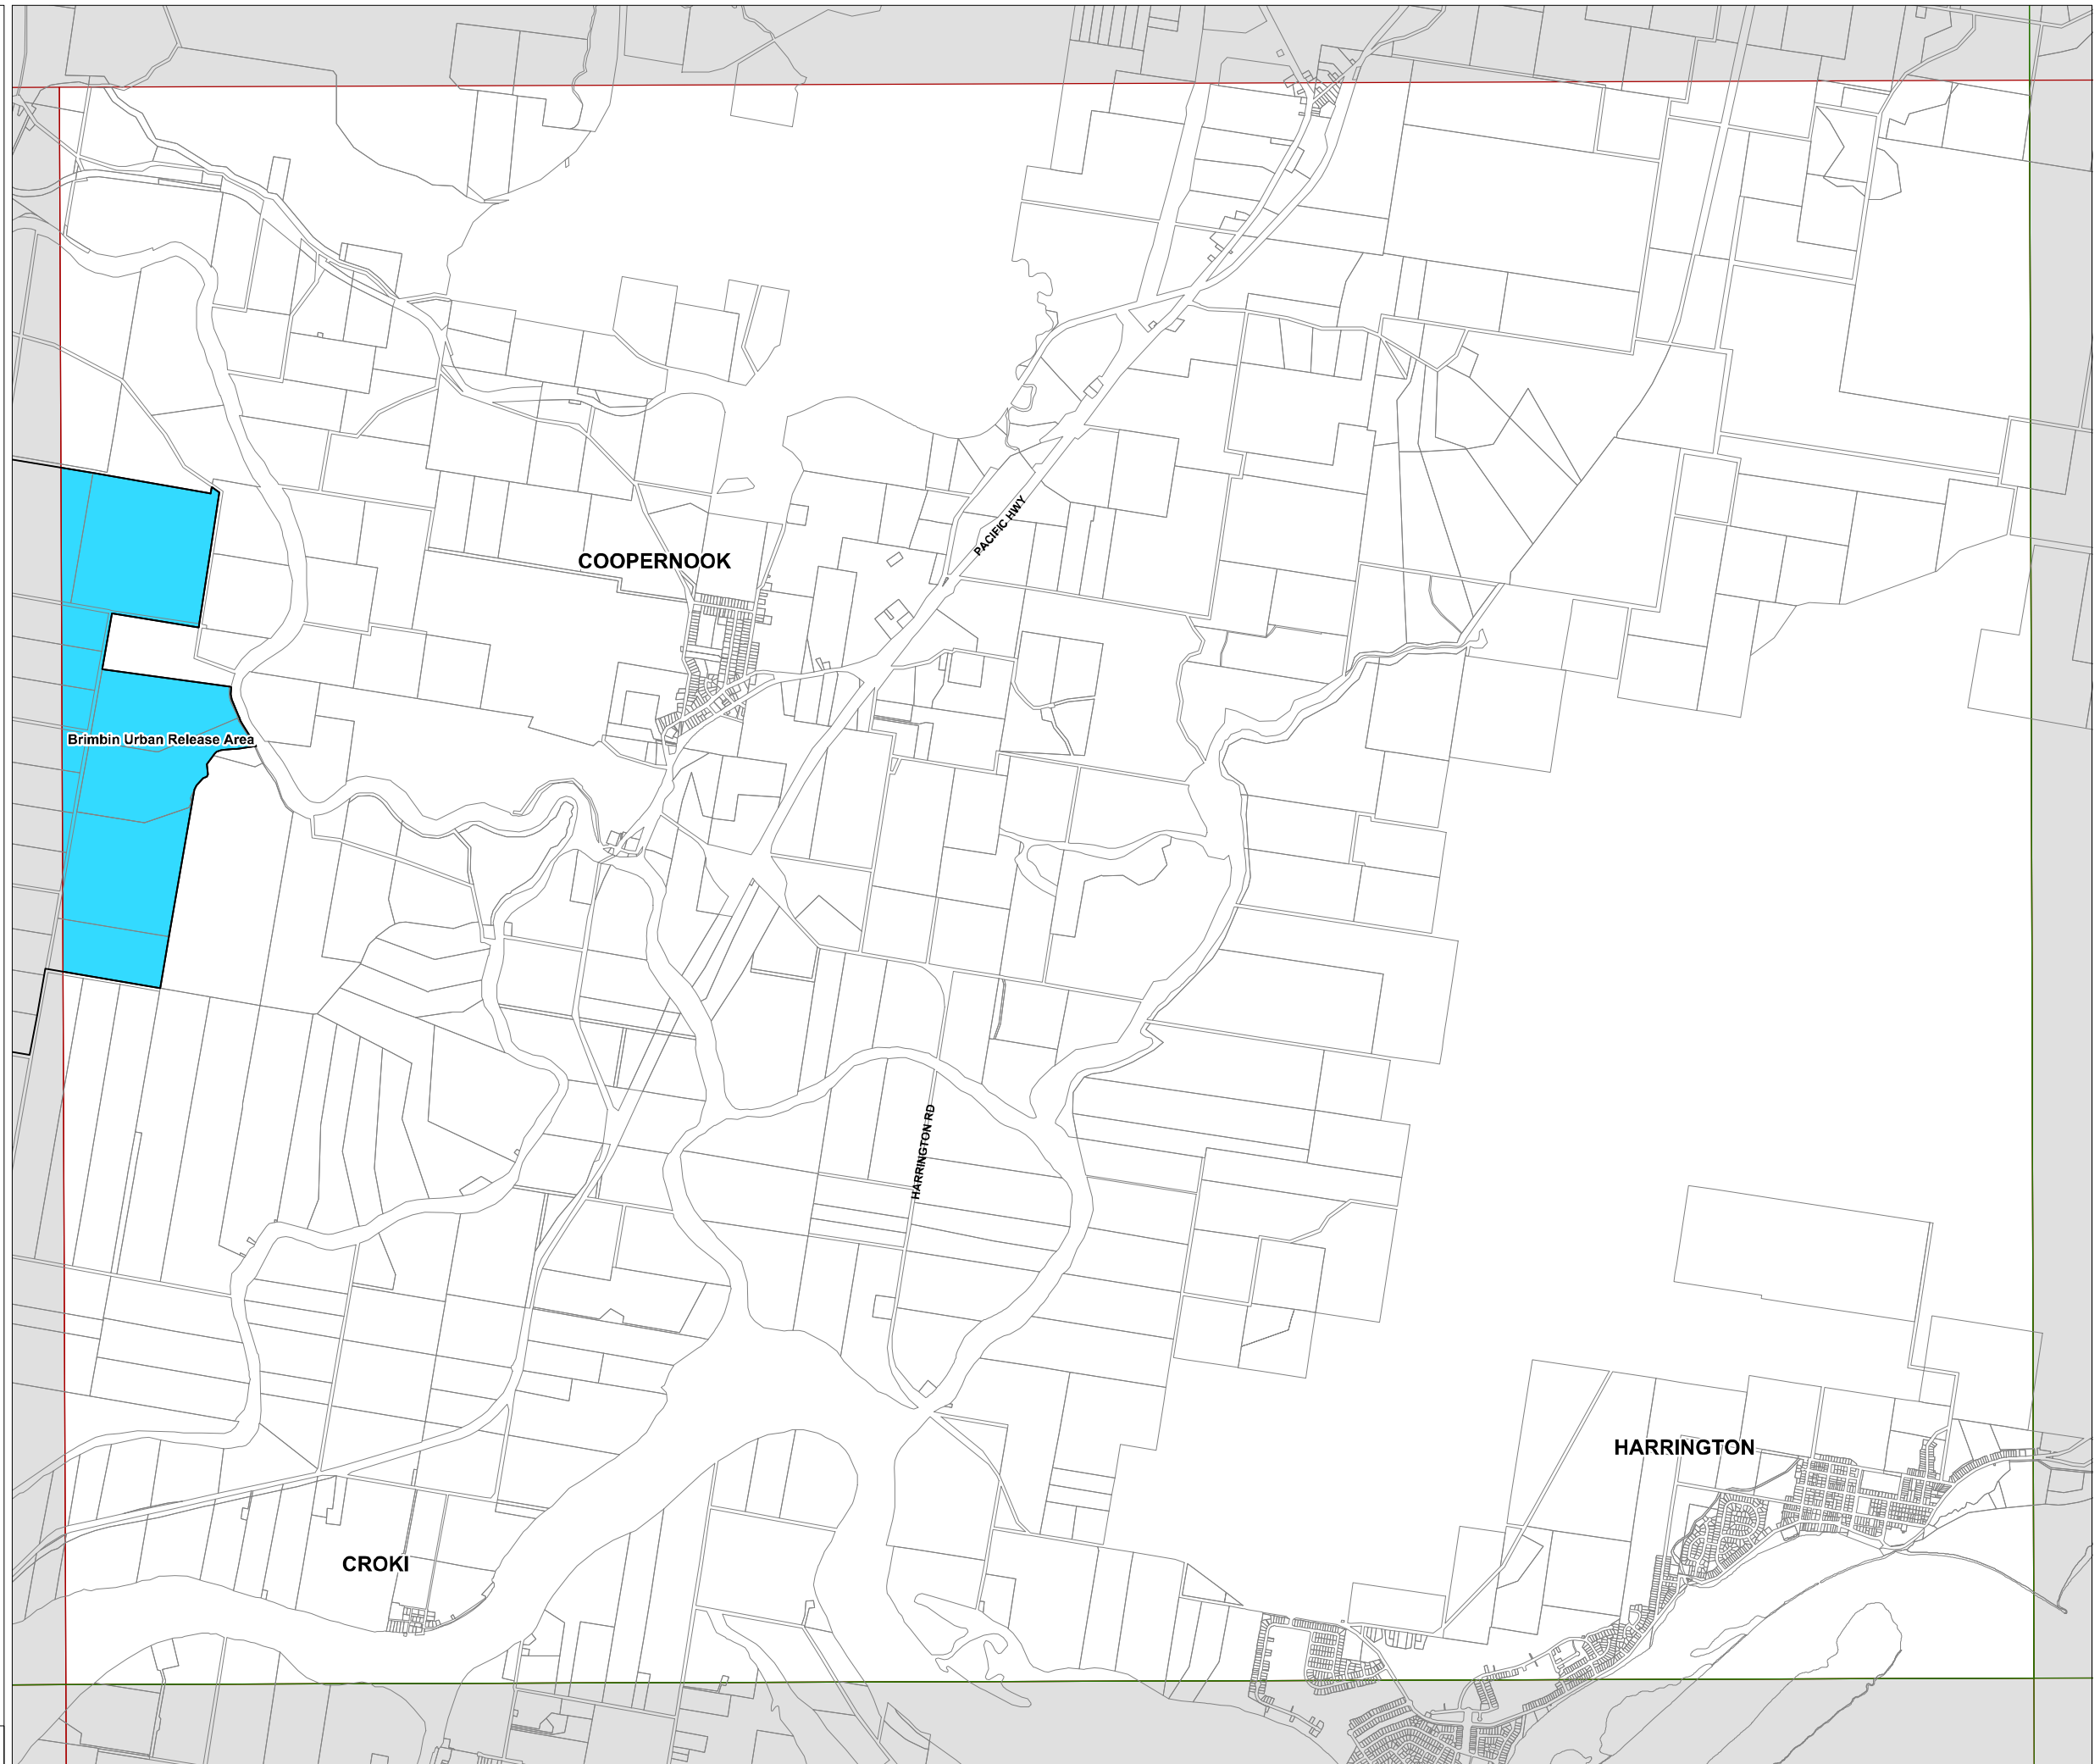 PACIFIC HWY
COOPERNOOK
Brimbin Urban Release Area
HARRINGTON RD
HARRINGTON
CROKI